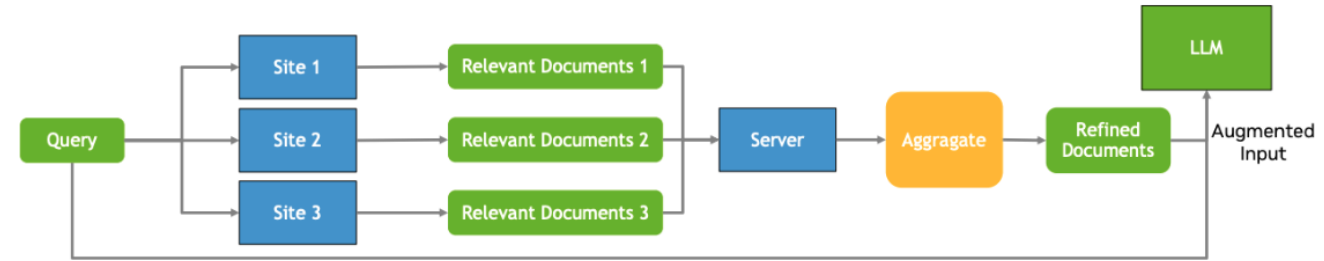 Query
Site 1
Site 2
Site 3
Relevant Documents 1
Relevant Documents 2
Relevant Documents 3
Server
Aggragate
Refined
Documents
LLM
Augmented
Input